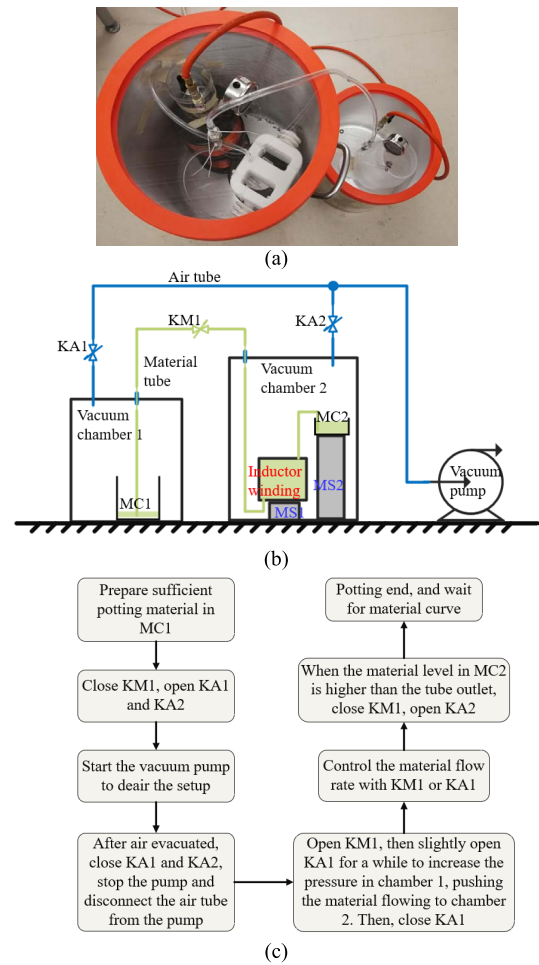 (a)
Air tube
KM1
KA2
KA1
Material
tube
Vacuum
chamber 2
Vacuum
chamber 1
MC2
Inductor
winding
MS2
Vacuum
pump
MC1
MS1
(b)
Prepare sufficient
potting material in
MC1
Close KM1, open KA1
and KA2
Start the vacuum pump
to deair the setup
After air evacuated,
close KA1 and KA2,
stop the pump and
disconnect the air tube
from the pump
Open KM1, then slightly open
KA1 for a while to increase the
pressure in chamber 1, pushing
the material flowing to chamber
2. Then, close KA1
Control the material flow
rate with KM1 or KA1
When the material level in MC2
is higher than the tube outlet,
close KM1, open KA2
Potting end, and wait
for material curve
(c)